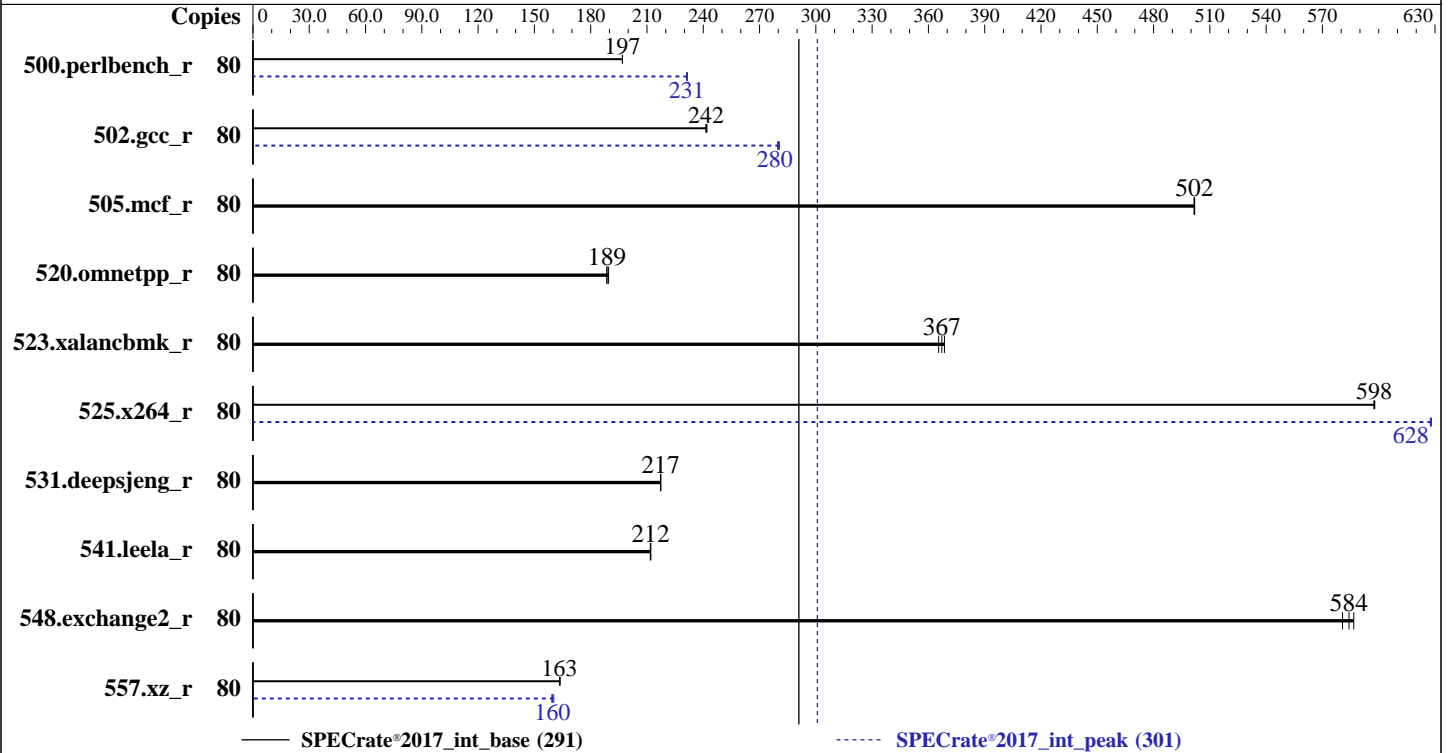 Copies 0 30.0 60.0 90.0 120 150 180 210 240 270 300 330 360 390 420 450 480 510 540 570 630
197
500.perlbench_r 80
231
242
502.gcc_r 80
280
502
505.mcf_r 80
189
520.omnetpp_r 80
367
523.xalancbmk_r 80
598
525.x264_r 80
628
217
531.deepsjeng_r 80
212
541.leela_r 80
584
548.exchange2_r 80
163
557.xz_r 80
160
SPECrate®2017_int_base (291) SPECrate®2017_int_peak (301)